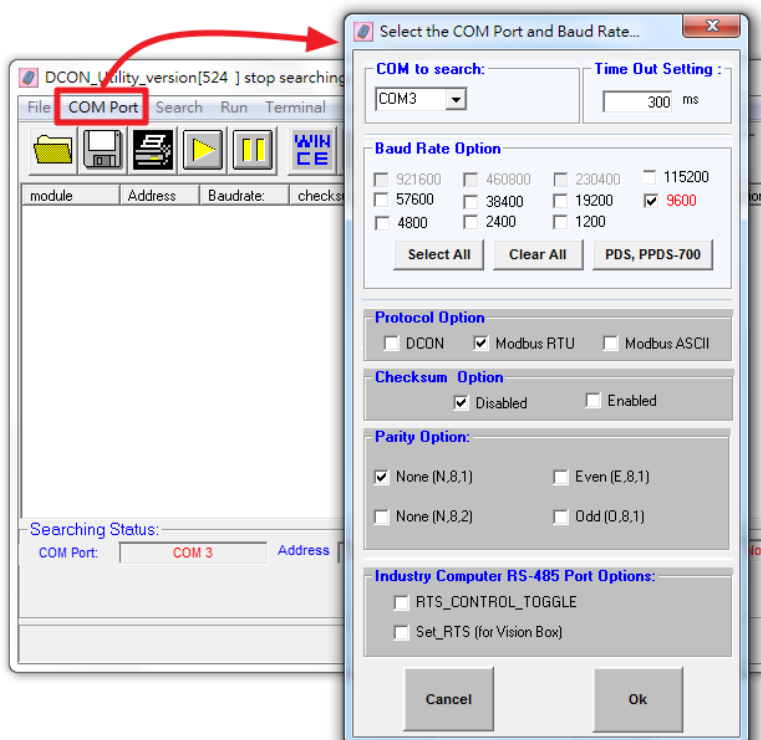 DCON_Utility_version[524 ] stop searching
File COM Port Search Run Terminal
WIN
CE
module Address Baudrate: checks
Searching Status:
COM Port: COM 3 Address
Select the COM Port and Baud Rate...
COM to search: Time Out Setting :
COM3 300 ms
Baud Rate Option
921600 460800 230400 115200
57600 38400 19200 9600
4800 2400 1200
Select All Clear All PDS, PPDS-700
Protocol Option
DCON Modbus RTU Modbus ASCII
Checksum Option
Disabled Enabled
Parity Option:
None (N,8,1) Even (E,8,1)
None (N,8,2) Odd (O,8,1)
Industry Computer RS-485 Port Options:
RTS_CONTROL_TOGGLE
Set_RTS (for Vision Box)
Cancel Ok